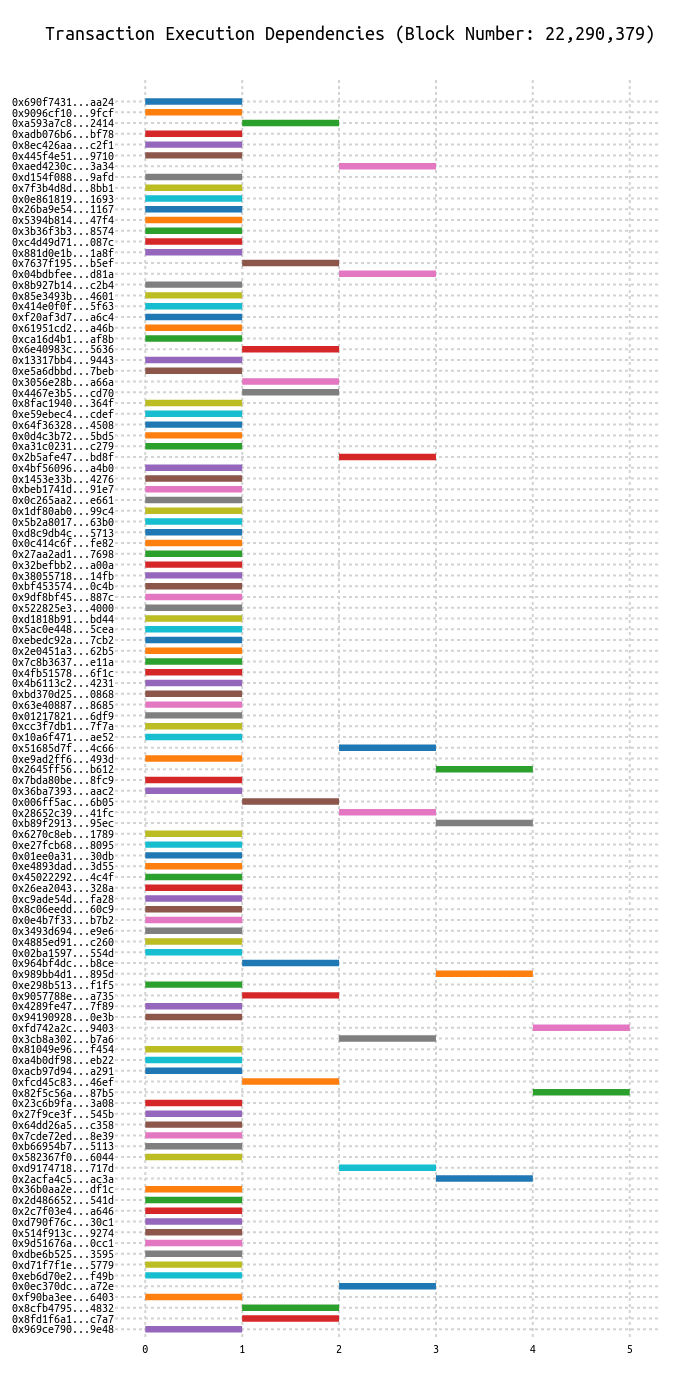 Transaction Execution Dependencies (Block Number: 22,290,379)
0x690f7431...aa24
0x9096cf10...9fcf
0xa593a7c8...2414
0xadb076b6...bf78
0x8ec426aa...c2f1
0x445f4e51...9710
0xaed4230c...3a34
0xd154f088...9afd
0x7f3b4d8d...8bb1
0x0e861819...1693
0x26ba9e54...1167
0x5394b814...47f4
0x3b36f3b3...8574
0xc4d49d71...087c
0x881d0e1b...1a8f
0x7637f195...b5ef
0x04bdbfee...d81a
0x8b927b14...c2b4
0x85e3493b...4601
0x414e0f0f...5f63
0xf20af3d7...a6c4
0x61951cd2...a46b
0xca16d4b1...af8b
0x6e40983c...5636
0x13317bb4...9443
0xe5a6dbbd...7beb
0x3056e28b...a66a
0x4467e3b5...cd70
0x8fac1940...364f
0xe59ebec4...cdef
0x64f36328...4508
0x0d4c3b72...5bd5
0xa31c0231...c279
0x2b5afe47...bd8f
0x4bf56096...a4b0
0x1453e33b...4276
0xbeb1741d...91e7
0x0c265aa2...e661
0x1df80ab0...99c4
0x5b2a8017...63b0
0xd8c9db4c...5713
0x0c414c6f...fe82
0x27aa2ad1...7698
0x32befbb2...a00a
0x38055718...14fb
0xbf453574...0c4b
0x9df8bf45...887c
0x522825e3...4000
0xd1818b91...bd44
0x5ac0e448...5cea
0xebedc92a...7cb2
0x2e0451a3...62b5
0x7c8b3637...e11a
0x4fb51578...6f1c
0x4b6113c2...4231
0xbd370d25...0868
0x63e40887...8685
0x01217821...6df9
0xcc3f7db1...7f7a
0x10a6f471...ae52
0x51685d7f...4c66
0xe9ad2ff6...493d
0x2645ff56...b612
0x7bda80be...8fc9
0x36ba7393...aac2
0x006ff5ac...6b05
0x28652c39...41fc
0xb89f2913...95ec
0x6270c8eb...1789
0xe27fcb68...8095
0x01ee0a31...30db
0xe4893dad...3d55
0x45022292...4c4f
0x26ea2043...328a
0xc9ade54d...fa28
0x8c06eedd...60c9
0x0e4b7f33...b7b2
0x3493d694...e9e6
0x4885ed91...c260
0x02ba1597...554d
0x964bf4dc...b8ce
0x989bb4d1...895d
0xe298b513...f1f5
0x9057788e...a735
0x4289fe47...7f89
0x94190928...0e3b
0xfd742a2c...9403
0x3cb8a302...b7a6
0x81049e96...f454
0xa4b0df98...eb22
0xacb97d94...a291
0xfcd45c83...46ef
0x82f5c56a...87b5
0x23c6b9fa...3a08
0x27f9ce3f...545b
0x64dd26a5...c358
0x7cde72ed...8e39
0xb66954b7...5113
0x582367f0...6044
0xd9174718...717d
0x2acfa4c5...ac3a
0x36b0aa2e...df1c
0x2d486652...541d
0x2c7f03e4...a646
0xd790f76c...30c1
0x514f913c...9274
0x9d51676a...0cc1
0xdbe6b525...3595
0xd71f7f1e...5779
0xeb6d70e2...f49b
0x0ec370dc...a72e
0xf90ba3ee...6403
0x8cfb4795...4832
0x8fd1f6a1...c7a7
0x969ce790...9e48
0 1 2 3 4 5